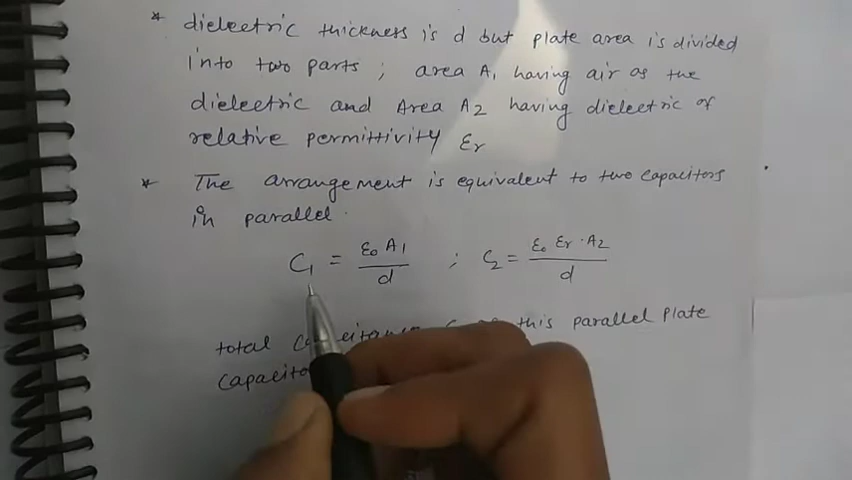 * dielectric thickness is d but plate area is divided
into two parts ; area A₁ having air as the
dielectric and Area A₂ having dielectric of
relative permittivity εr
* The arrangement is equivalent to two capacitors
in parallel.
C₁ = ε₀ A₁ / d ; C₂ = ε₀ εr · A₂ / d
total this parallel plate